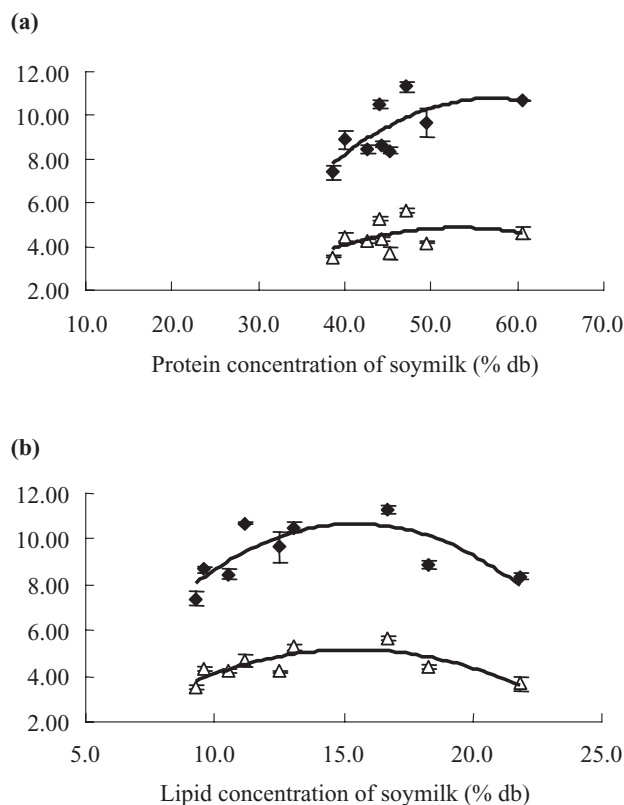 (a)
12.00
10.00
8.00
6.00
4.00
2.00
10.0 20.0 30.0 40.0 50.0 60.0 70.0
Protein concentration of soymilk (% db)
(b)
12.00
10.00
8.00
6.00
4.00
2.00
5.0 10.0 15.0 20.0 25.0
Lipid concentration of soymilk (% db)